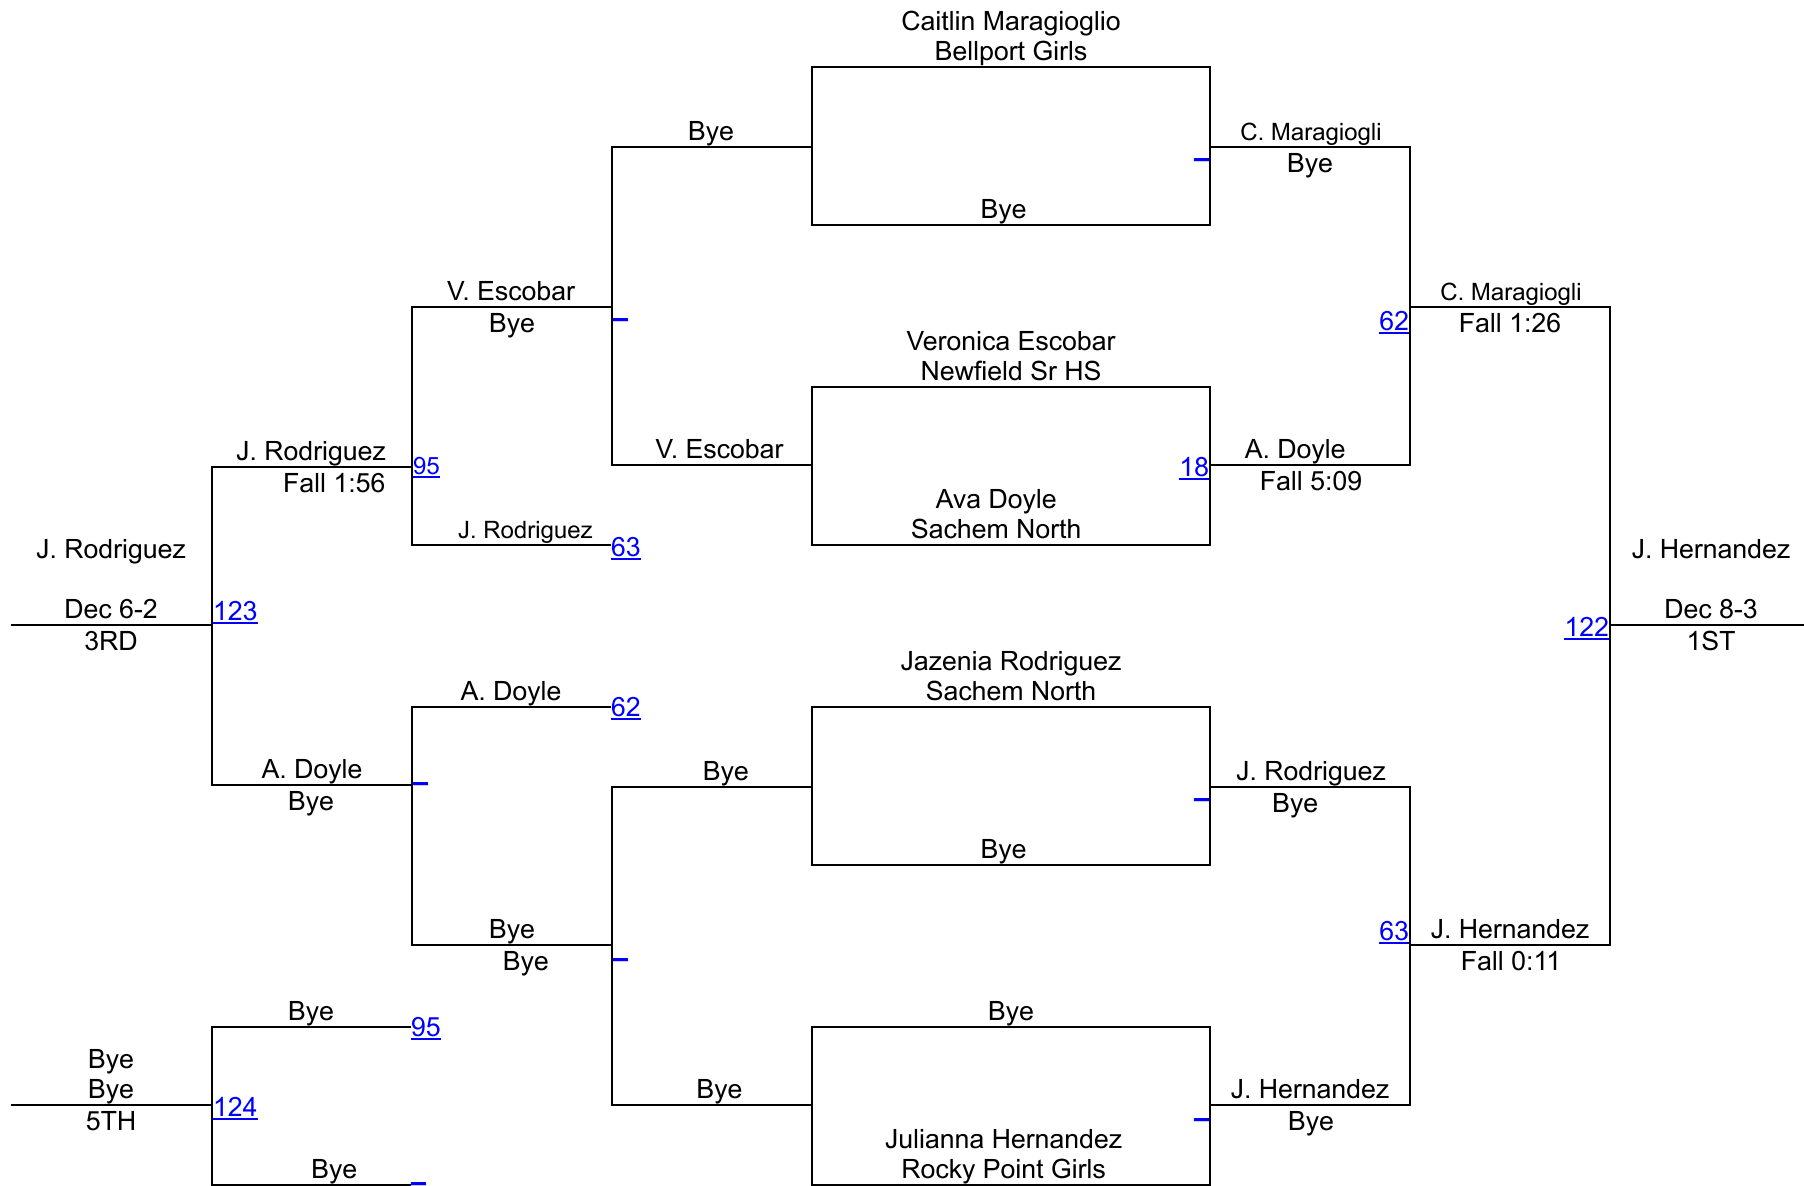 Caitlin Maragioglio
Bellport Girls
Bye
C. Maragiogli
Bye
Bye
V. Escobar
Bye
C. Maragiogli
62
Fall 1:26
Veronica Escobar
Newfield Sr HS
J. Rodriguez
95
Fall 1:56
V. Escobar
18
A. Doyle
Fall 5:09
Ava Doyle
Sachem North
J. Rodriguez
63
J. Rodriguez
J. Hernandez
Dec 6-2
123
3RD
122
Dec 8-3
1ST
Jazenia Rodriguez
Sachem North
A. Doyle
62
A. Doyle
Bye
Bye
J. Rodriguez
Bye
Bye
Bye
Bye
63
J. Hernandez
Fall 0:11
Bye
95
Bye
Bye
Bye
124
5TH
Bye
J. Hernandez
Bye
Julianna Hernandez
Rocky Point Girls
Bye